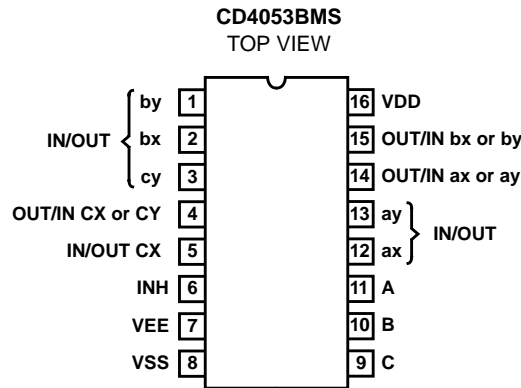 CD4053BMS
TOP VIEW
by 1
bx 2
IN/OUT
cy 3
OUT/IN CX or CY 4
IN/OUT CX 5
INH 6
VEE 7
VSS 8
16 VDD
15 OUT/IN bx or by
14 OUT/IN ax or ay
13 ay
IN/OUT
12 ax
11 A
10 B
9 C